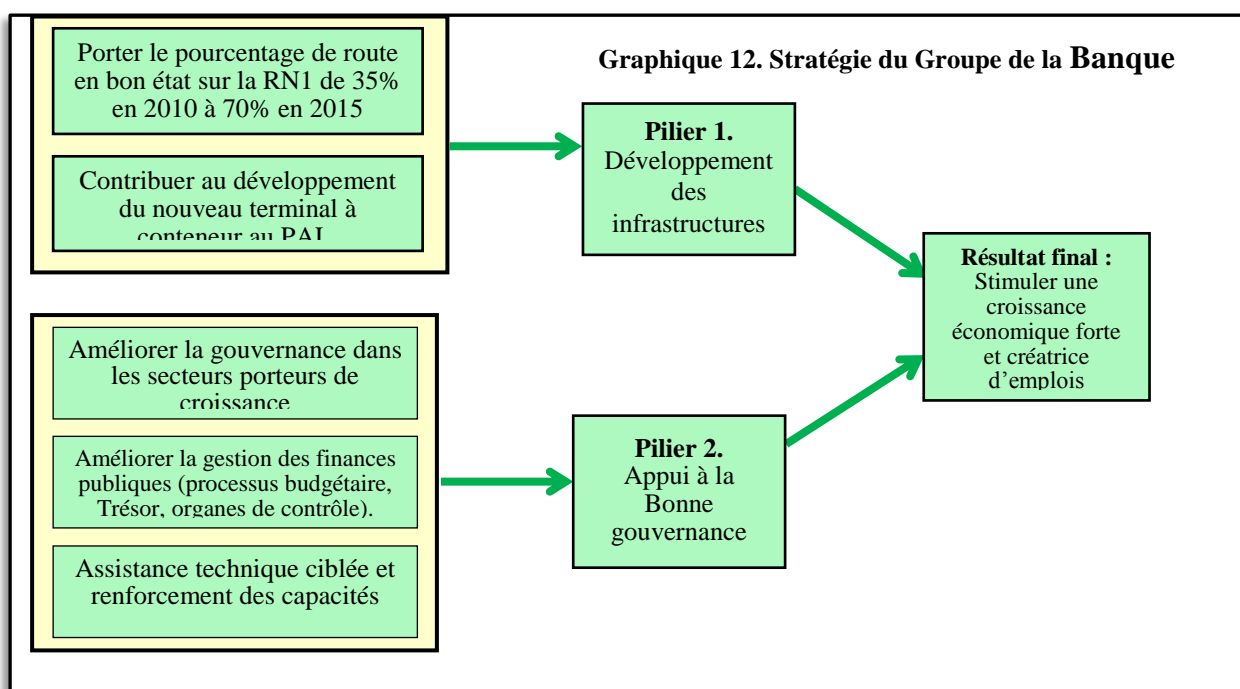 Graphique 12. Stratégie du Groupe de la Banque
Porter le pourcentage de route
en bon état sur la RN1 de 35%
en 2010 à 70% en 2015
Contribuer au développement
du nouveau terminal à
conteneur au PAL
Pilier 1.
Développement
des
infrastructures
Améliorer la gouvernance dans
les secteurs porteurs de
croissance
Améliorer la gestion des finances
publiques (processus budgétaire,
Trésor, organes de contrôle).
Assistance technique ciblée et
renforcement des capacités
Pilier 2.
Appui à la
Bonne
gouvernance
Résultat final :
Stimuler une
croissance
économique forte
et créatrice
d’emplois